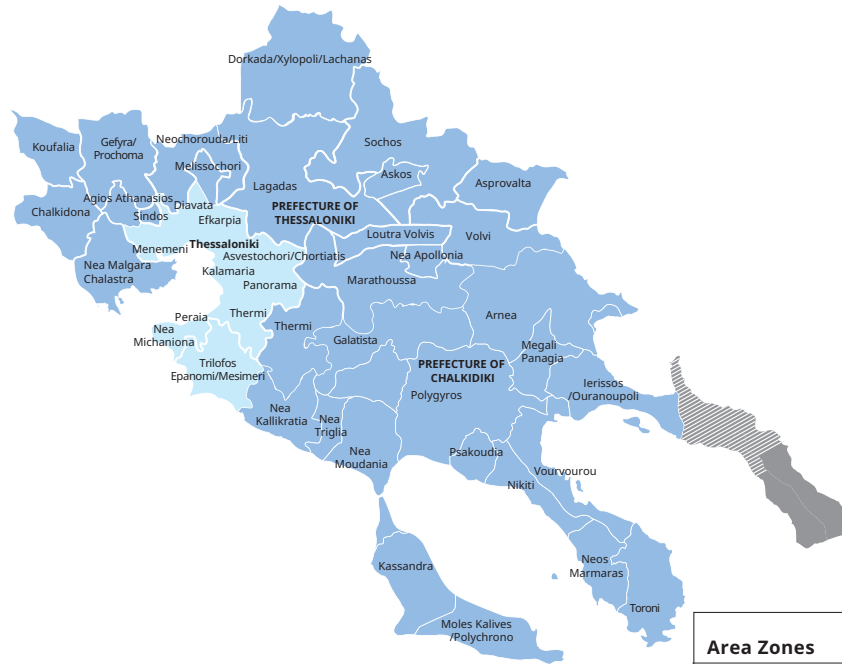 Dorkada/Xylopoli/Lachanas
Koufalia
Gefyra/
Prochoma
Neochorouda/Liti
Melissochori
Sochos
Askos
Asprovalta
Lagadas
PREFECTURE OF
THESSALONIKI
Chalkidona
Agios Athanasios
Sindos
Diavata
Efkarpia
Menemeni
Thessaloniki
Asvestochori/Chortiatis
Kalamaria
Panorama
Loutra Volvis
Volvi
Nea Apollonia
Marathoussa
Nea Malgara
Chalastra
Peraia
Thermi
Thermi
Nea
Michaniona
Trilofos
Epanomi/Mesimeri
Galatista
Arnea
Megali
Panagia
PREFECTURE OF
CHALKIDIKI
Polygyros
Ierissos
/Ouranoupoli
Nea
Kallikratia
Nea
Triglia
Nea
Moudania
Psakoudia
Vourvourou
Nikiti
Kassandra
Neos
Marmaras
Toroni
Moles Kalives
/Polychrono
Area Zones